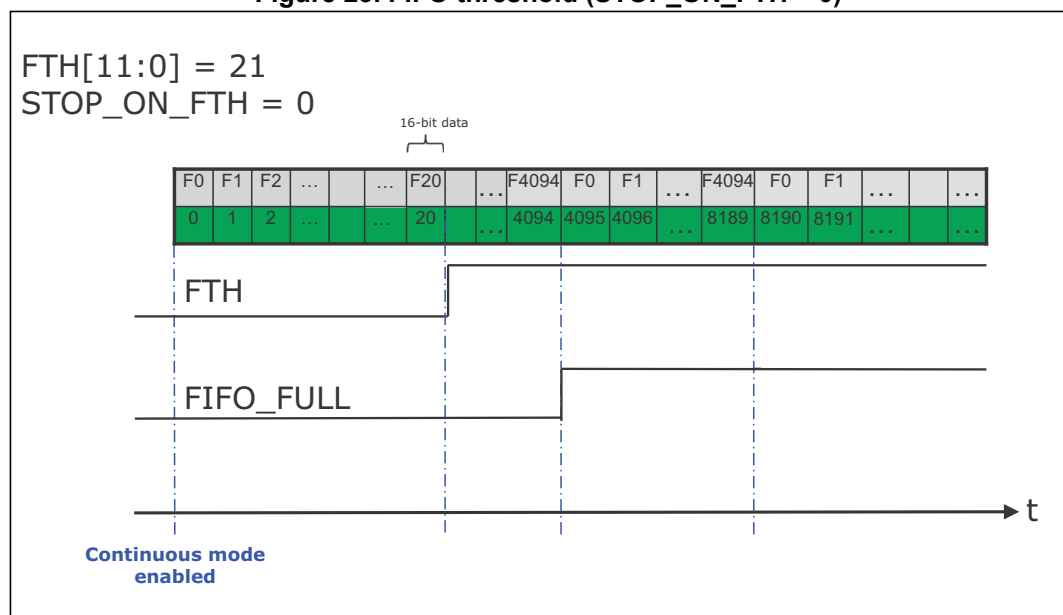 FTH[11:0] = 21
STOP_ON_FTH = 0
16-bit data
F0 F1 F2 ... ... F20 ... F4094 F0 F1 ... F4094 F0 F1 ... ...
0 1 2 ... ... 20 ... 4094 4095 4096 ... 8189 8190 8191 ... ...
FTH
FIFO_FULL
t
Continuous mode
enabled